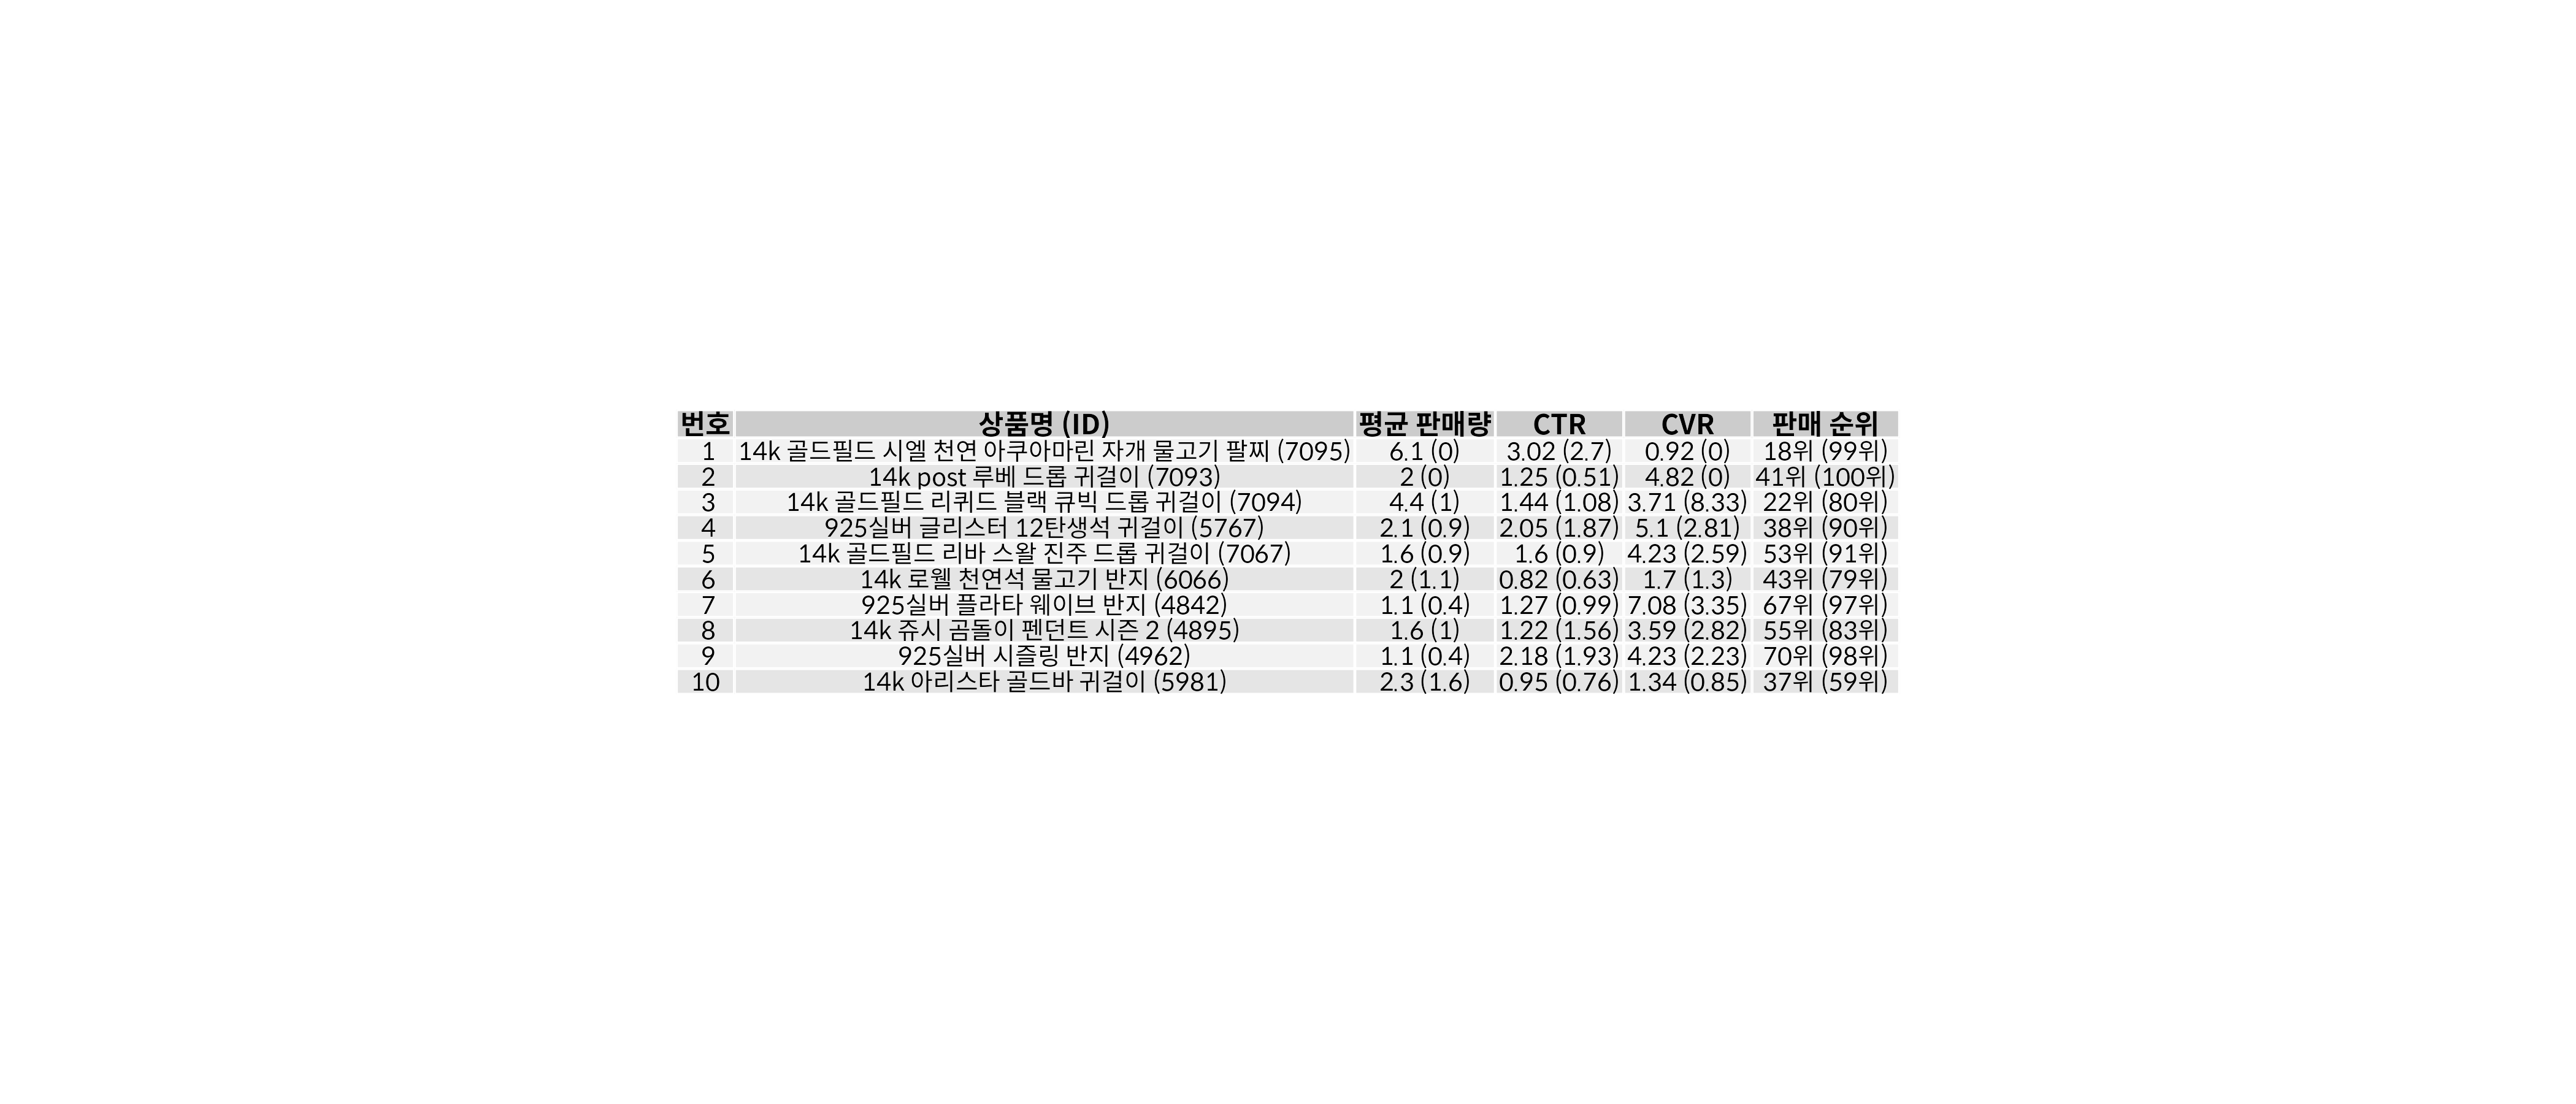 번호 상품명 (ID) 평균 판매량 CTR CVR 판매 순위
1 14k 골드필드 시엘 천연 아쿠아마린 자개 물고기 팔찌 (7095) 6.1 (0) 3.02 (2.7) 0.92 (0) 18위 (99위)
2 14k post 루베 드롭 귀걸이 (7093) 2 (0) 1.25 (0.51) 4.82 (0) 41위 (100위)
3 14k 골드필드 리퀴드 블랙 큐빅 드롭 귀걸이 (7094) 4.4 (1) 1.44 (1.08) 3.71 (8.33) 22위 (80위)
4 925실버 글리스터 12탄생석 귀걸이 (5767) 2.1 (0.9) 2.05 (1.87) 5.1 (2.81) 38위 (90위)
5 14k 골드필드 리바 스왈 진주 드롭 귀걸이 (7067) 1.6 (0.9) 1.6 (0.9) 4.23 (2.59) 53위 (91위)
6 14k 로웰 천연석 물고기 반지 (6066) 2 (1.1) 0.82 (0.63) 1.7 (1.3) 43위 (79위)
7 925실버 플라타 웨이브 반지 (4842) 1.1 (0.4) 1.27 (0.99) 7.08 (3.35) 67위 (97위)
8 14k 쥬시 곰돌이 펜던트 시즌 2 (4895) 1.6 (1) 1.22 (1.56) 3.59 (2.82) 55위 (83위)
9 925실버 시즐링 반지 (4962) 1.1 (0.4) 2.18 (1.93) 4.23 (2.23) 70위 (98위)
10 14k 아리스타 골드바 귀걸이 (5981) 2.3 (1.6) 0.95 (0.76) 1.34 (0.85) 37위 (59위)